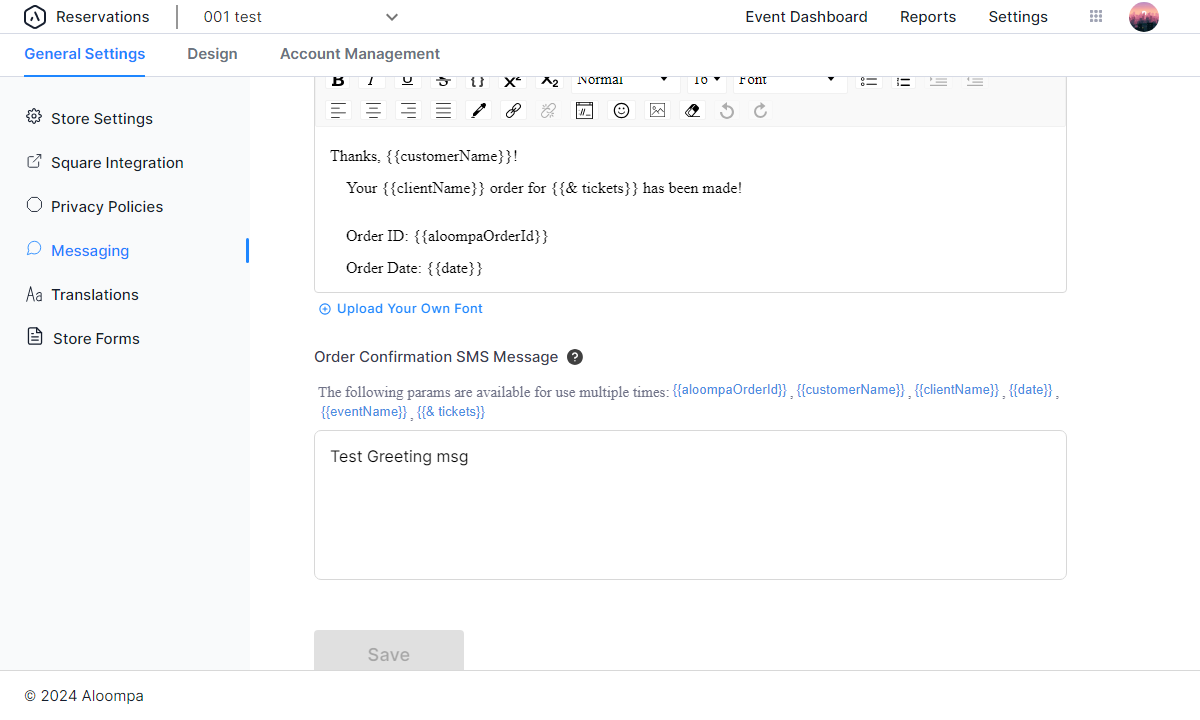 Reservations 001 test Event Dashboard Reports Settings
General Settings Design Account Management
B I U S {} X² X₂ Normal 16 Font
Store Settings
Square Integration
Privacy Policies
Messaging
Aa Translations
Store Forms
Thanks, {{customerName}}!
Your {{clientName}} order for {{& tickets}} has been made!
Order ID: {{aloompaOrderId}}
Order Date: {{date}}
Upload Your Own Font
Order Confirmation SMS Message ?
The following params are available for use multiple times: {{aloompaOrderId}} , {{customerName}} , {{clientName}} , {{date}} ,
{{eventName}} , {{& tickets}}
Test Greeting msg
Save
© 2024 Aloompa